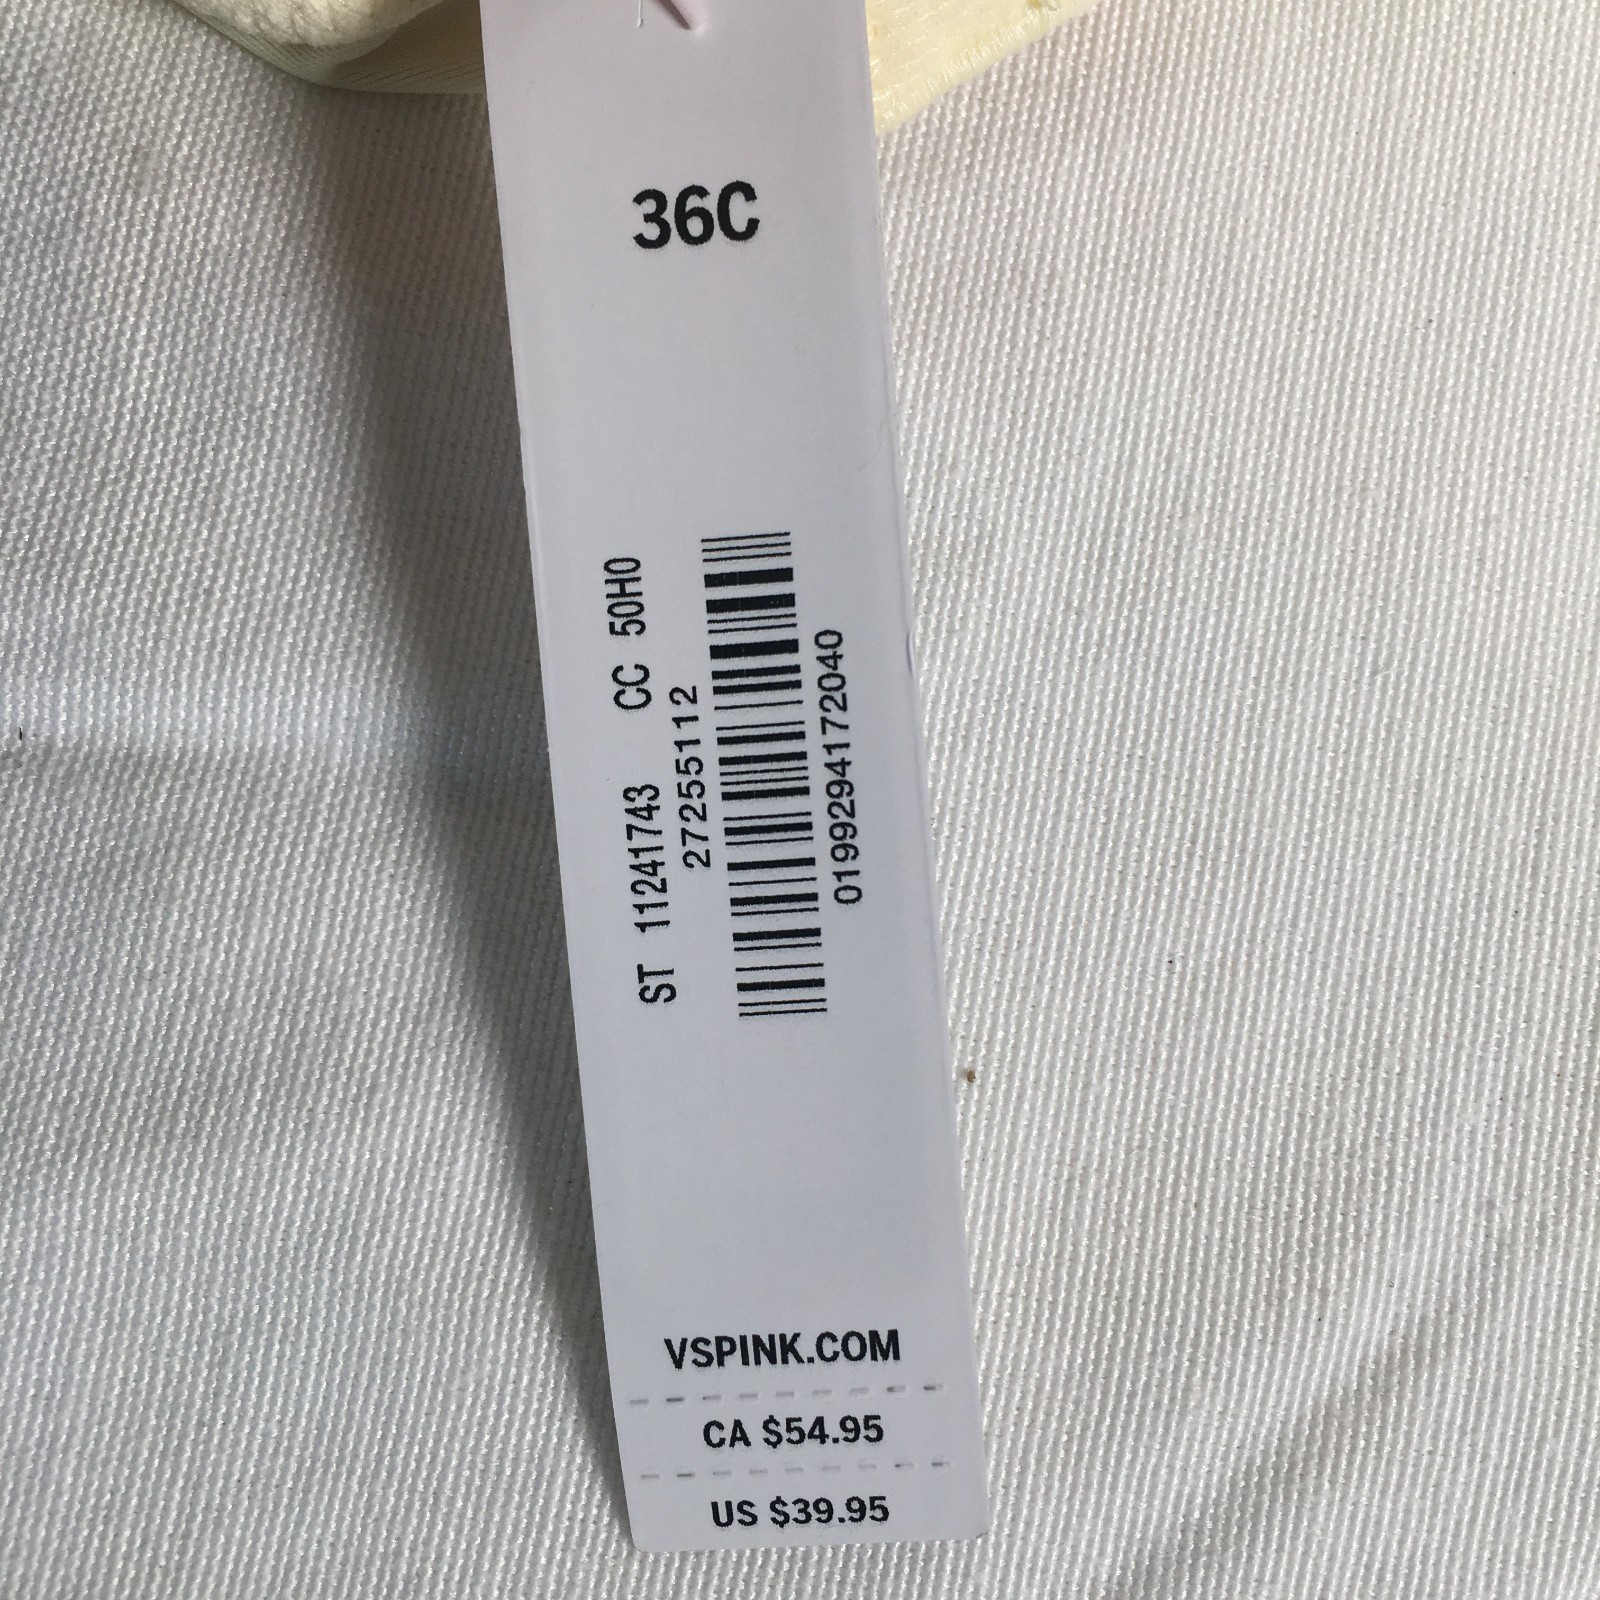 36C
ST 11241743 CC 50H0
27255112
0199294172040
VSPINK.COM
CA $54.95
US $39.95